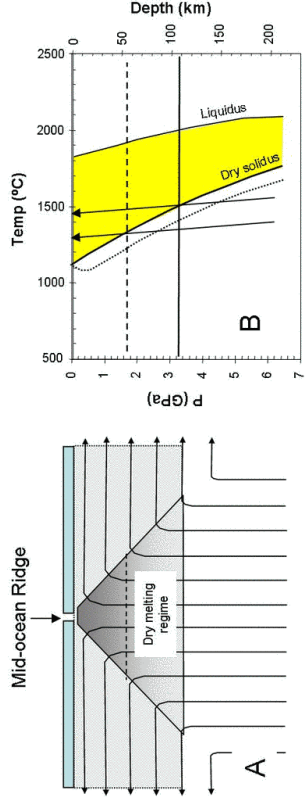 Mid-ocean Ridge
Dry melting
regime
A
Temp (ºC)
500
1000
1500
2000
2500
P (GPa)
0
1
2
3
4
5
6
7
Depth (km)
0
50
100
150
200
Liquidus
Dry solidus
B